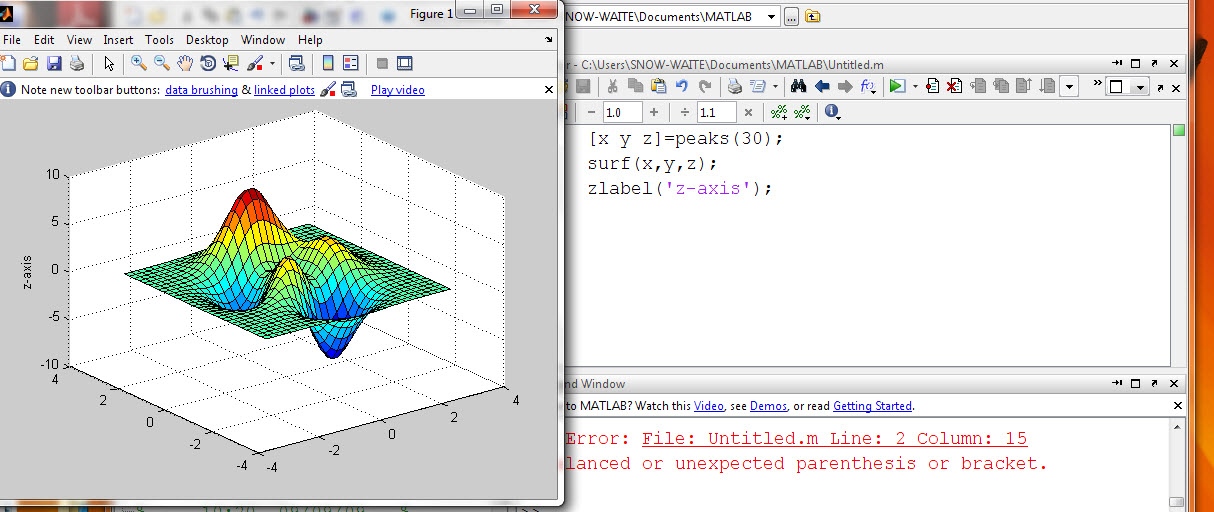 Figure 1
File Edit View Insert Tools Desktop Window Help
Note new toolbar buttons: data brushing & linked plots Play video
10
5
0
-5
-10
z-axis
4
2
0
-2
-4
-4
-2
0
2
4
SNOW-WAITE\Documents\MATLAB
- C:\Users\SNOW-WAITE\Documents\MATLAB\Untitled.m
− 1.0 + ÷ 1.1 ×
[x y z]=peaks(30);
surf(x,y,z);
zlabel('z-axis');
nd Window
to MATLAB? Watch this Video, see Demos, or read Getting Started.
Error: File: Untitled.m Line: 2 Column: 15
lanced or unexpected parenthesis or bracket.